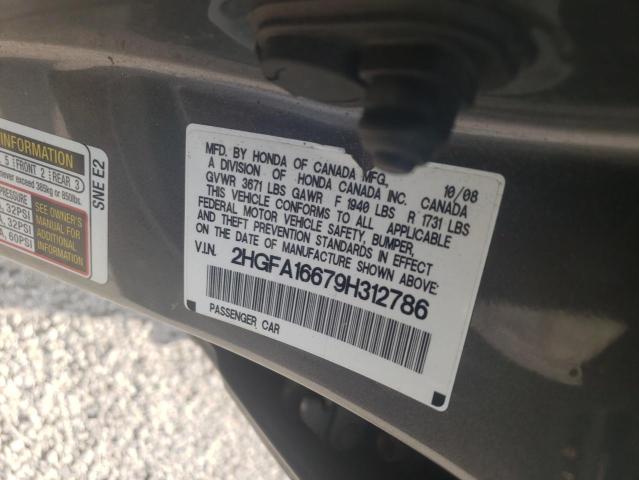 INFORMATION
5 FRONT 2 REAR 3
never exceed 385kg or 850lbs.
PRESSURE
32PSI
32PSI
60PSI
SEE OWNER'S
MANUAL FOR
ADDITIONAL
INFORMATION
SNE E2
MFD. BY HONDA OF CANADA MFG., 10/08
A DIVISION OF HONDA CANADA INC. CANADA
GVWR 3671 LBS GAWR F 1940 LBS R 1731 LBS
THIS VEHICLE CONFORMS TO ALL APPLICABLE
FEDERAL MOTOR VEHICLE SAFETY, BUMPER,
AND THEFT PREVENTION STANDARDS IN EFFECT
ON THE DATE OF MANUFACTURE SHOWN ABOVE.
V.I.N. 2HGFA16679H312786
PASSENGER CAR